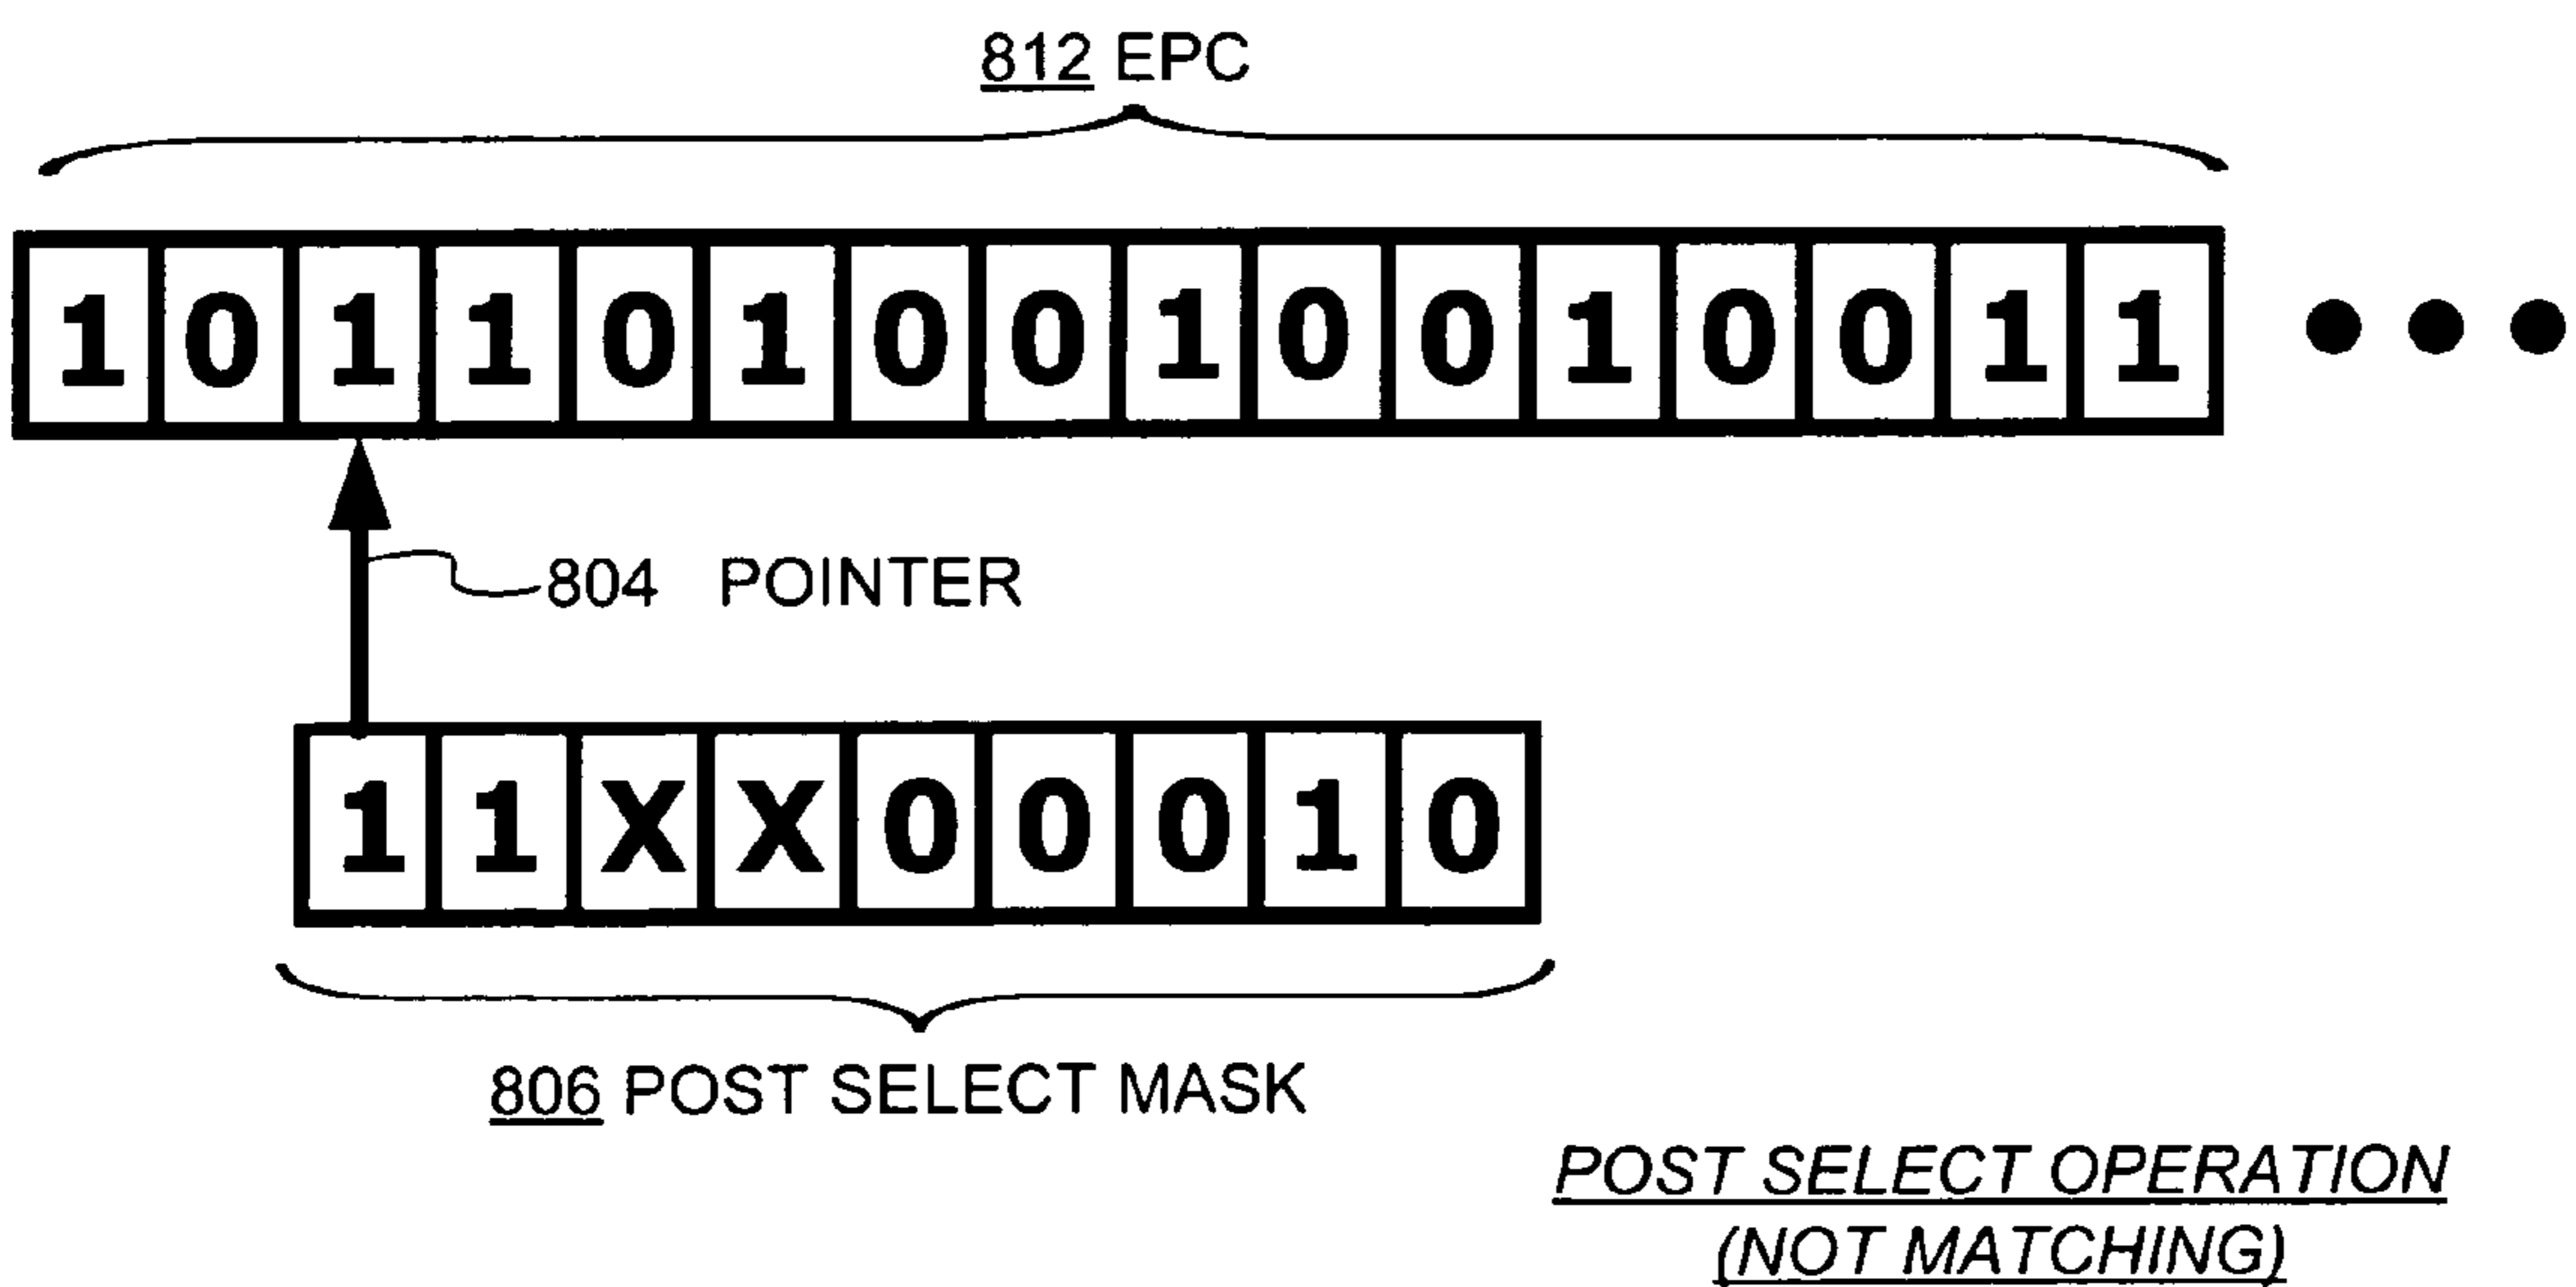 812 EPC
1 0 1 1 0 1 0 0 1 0 0 1 0 0 1 1
804 POINTER
1 1 X X 0 0 0 1 0
806 POST SELECT MASK
POST SELECT OPERATION
(NOT MATCHING)